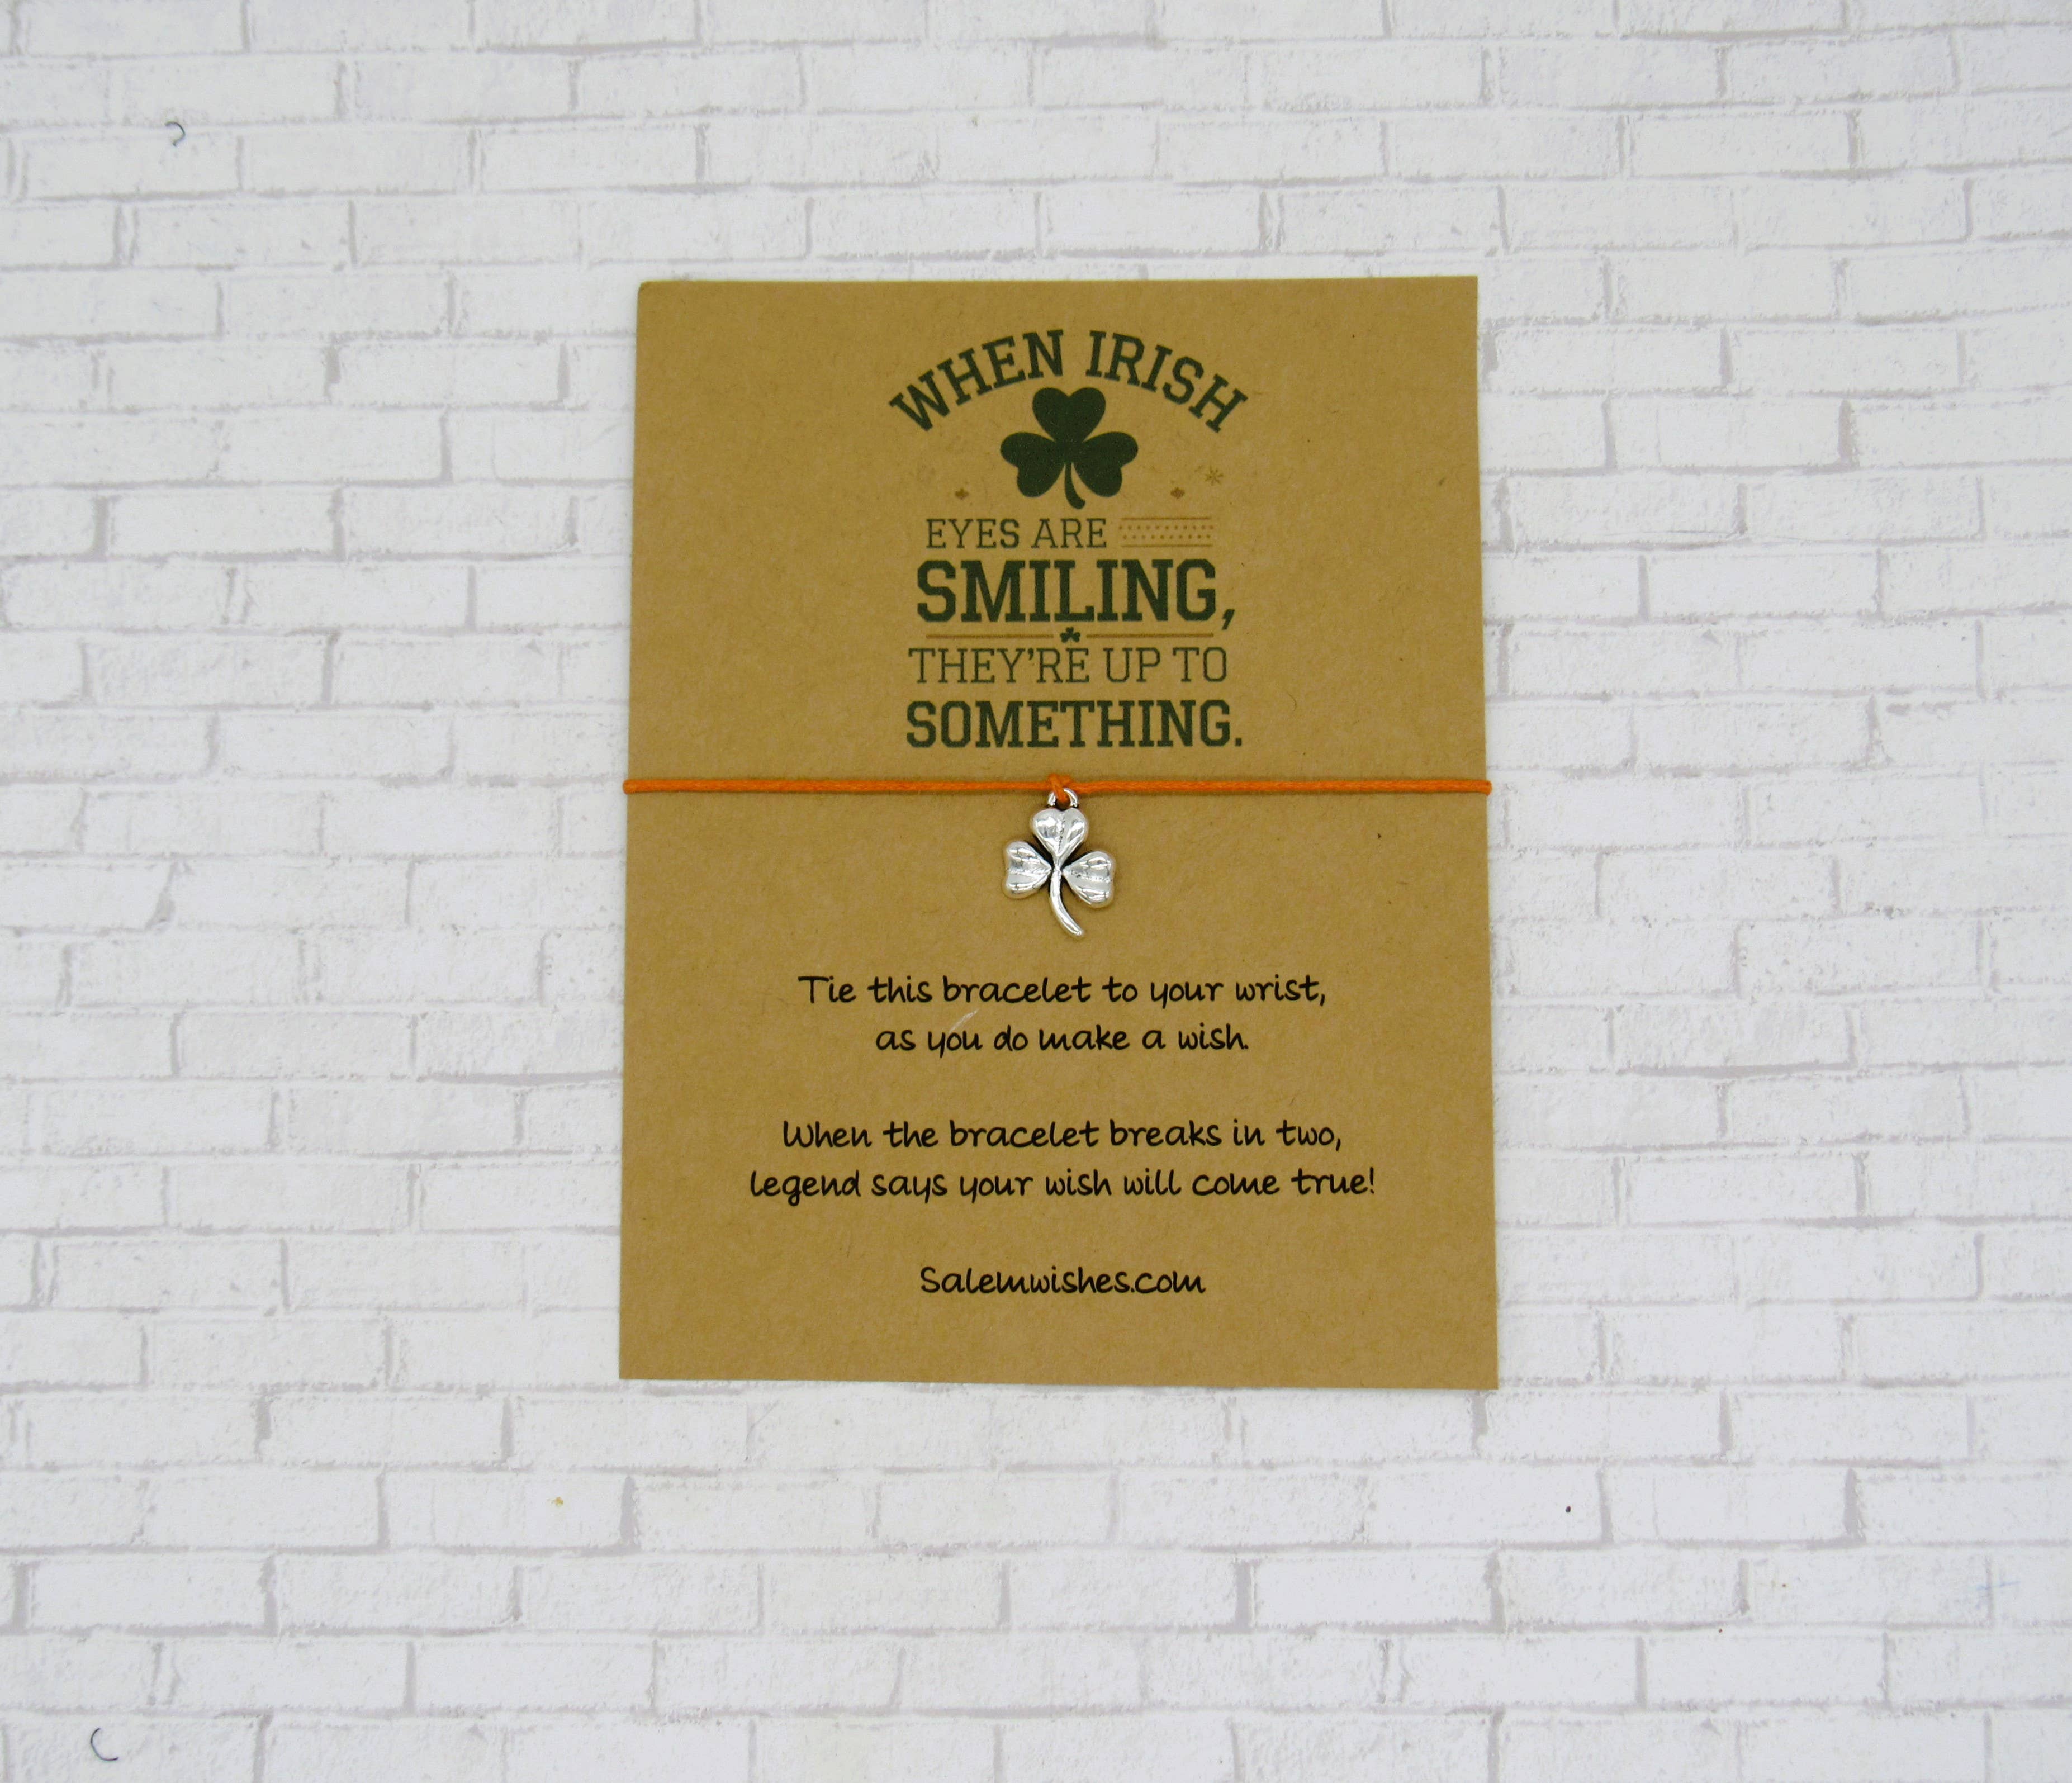 WHEN IRISH
EYES ARE
SMILING,
THEY'RE UP TO
SOMETHING.
Tie this bracelet to your wrist,
as you do make a wish.
When the bracelet breaks in two,
legend says your wish will come true!
Salemwishes.com